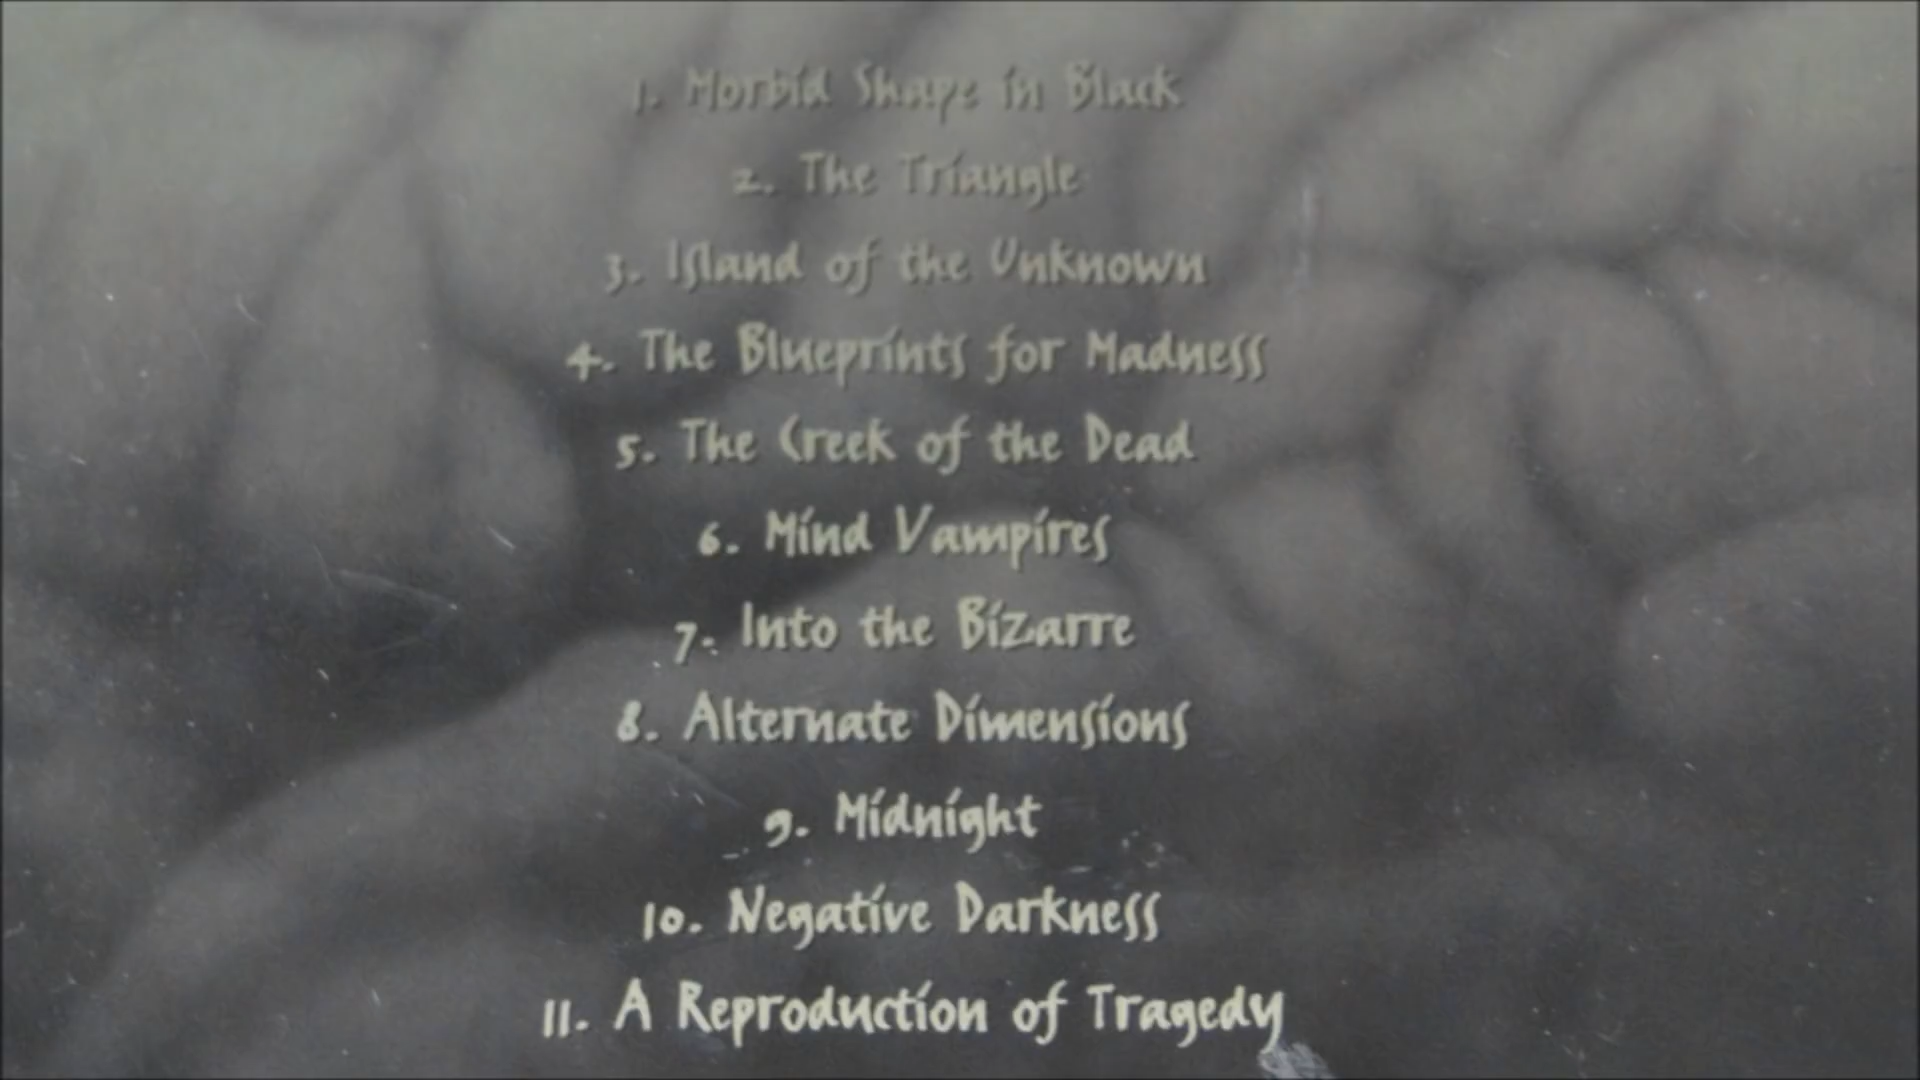 1. Morbid Shape in Black
2. The Triangle
3. Island of the Unknown
4. The Blueprints for Madness
5. The Creek of the Dead
6. Mind Vampires
7. Into the Bizarre
8. Alternate Dimensions
9. Midnight
10. Negative Darkness
11. A Reproduction of Tragedy